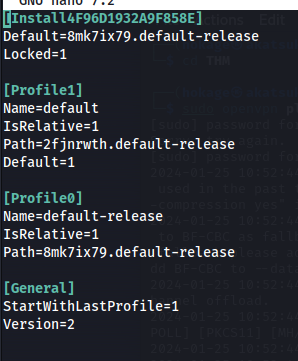 GNU nano 7.2
[Install4F96D1932A9F858E]
Default=8mk7ix79.default-release
Locked=1
[Profile1]
Name=default
IsRelative=1
Path=2fjnrwth.default-release
Default=1
[Profile0]
Name=default-release
IsRelative=1
Path=8mk7ix79.default-release
[General]
StartWithLastProfile=1
Version=2